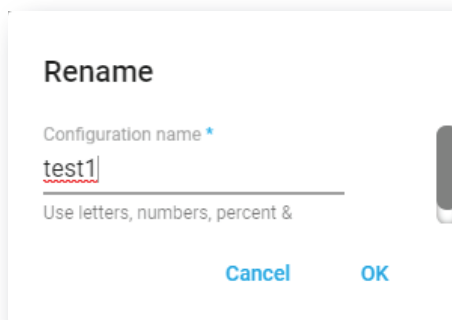 Rename
Configuration name *
test1
Use letters, numbers, percent &
Cancel OK